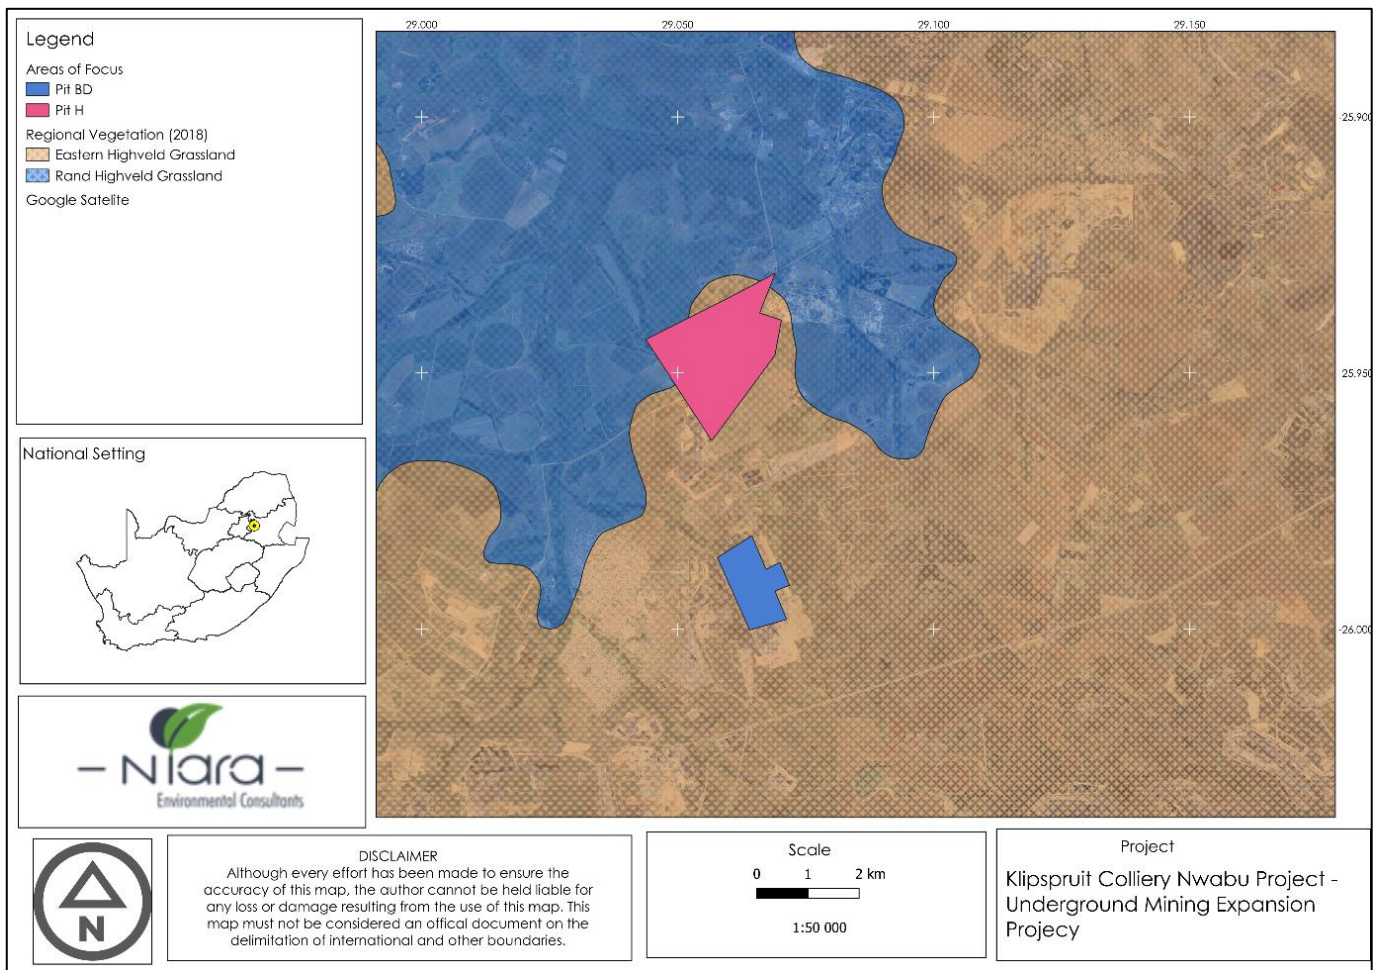 Legend
Areas of Focus
Pit BD
Pit H
Regional Vegetation (2018)
Eastern Highveld Grassland
Rand Highveld Grassland
Google Satelite
29.000
29.050
29.100
29.150
-25.900
-25.950
-26.000
National Setting
– Niara –
Environmental Consultants
N
DISCLAIMER
Although every effort has been made to ensure the
accuracy of this map, the author cannot be held liable for
any loss or damage resulting from the use of this map. This
map must not be considered an offical document on the
delimitation of international and other boundaries.
Scale
0 1 2 km
1:50 000
Project
Klipspruit Colliery Nwabu Project -
Underground Mining Expansion
Projecy